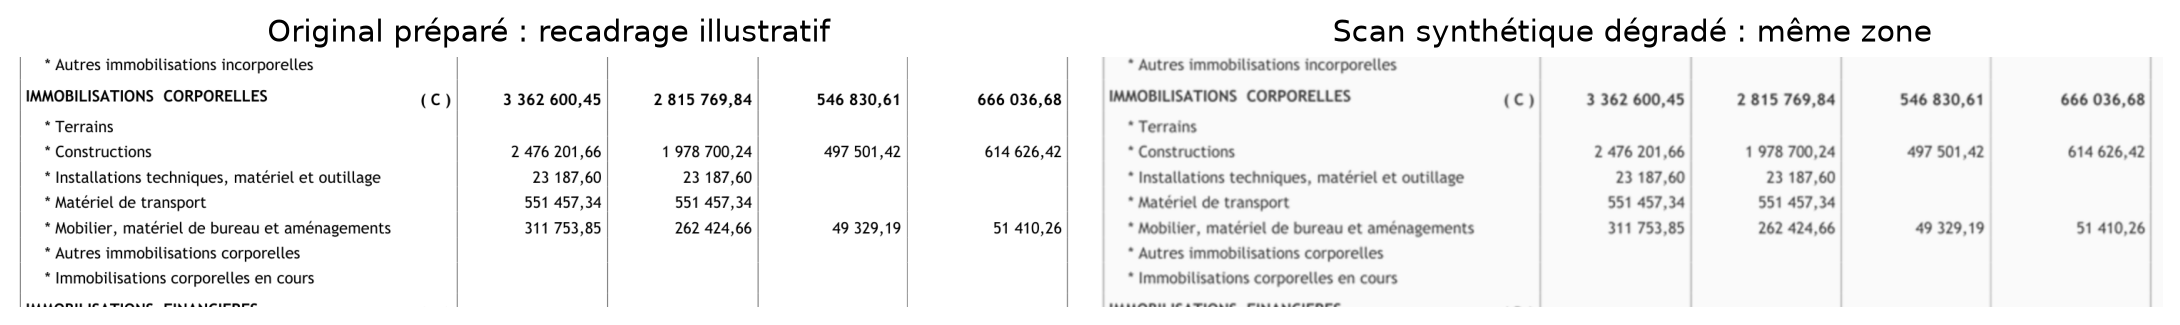 Original préparé : recadrage illustratif
* Autres immobilisations incorporelles
IMMOBILISATIONS CORPORELLES ( C ) 3 362 600,45 2 815 769,84 546 830,61 666 036,68
* Terrains
* Constructions 2 476 201,66 1 978 700,24 497 501,42 614 626,42
* Installations techniques, matériel et outillage 23 187,60 23 187,60
* Matériel de transport 551 457,34 551 457,34
* Mobilier, matériel de bureau et aménagements 311 753,85 262 424,66 49 329,19 51 410,26
* Autres immobilisations corporelles
* Immobilisations corporelles en cours
IMMOBILISATIONS FINANCIERES
Scan synthétique dégradé : même zone
* Autres immobilisations incorporelles
IMMOBILISATIONS CORPORELLES ( C ) 3 362 600,45 2 815 769,84 546 830,61 666 036,68
* Terrains
* Constructions 2 476 201,66 1 978 700,24 497 501,42 614 626,42
* Installations techniques, matériel et outillage 23 187,60 23 187,60
* Matériel de transport 551 457,34 551 457,34
* Mobilier, matériel de bureau et aménagements 311 753,85 262 424,66 49 329,19 51 410,26
* Autres immobilisations corporelles
* Immobilisations corporelles en cours
IMMOBILISATIONS FINANCIERES